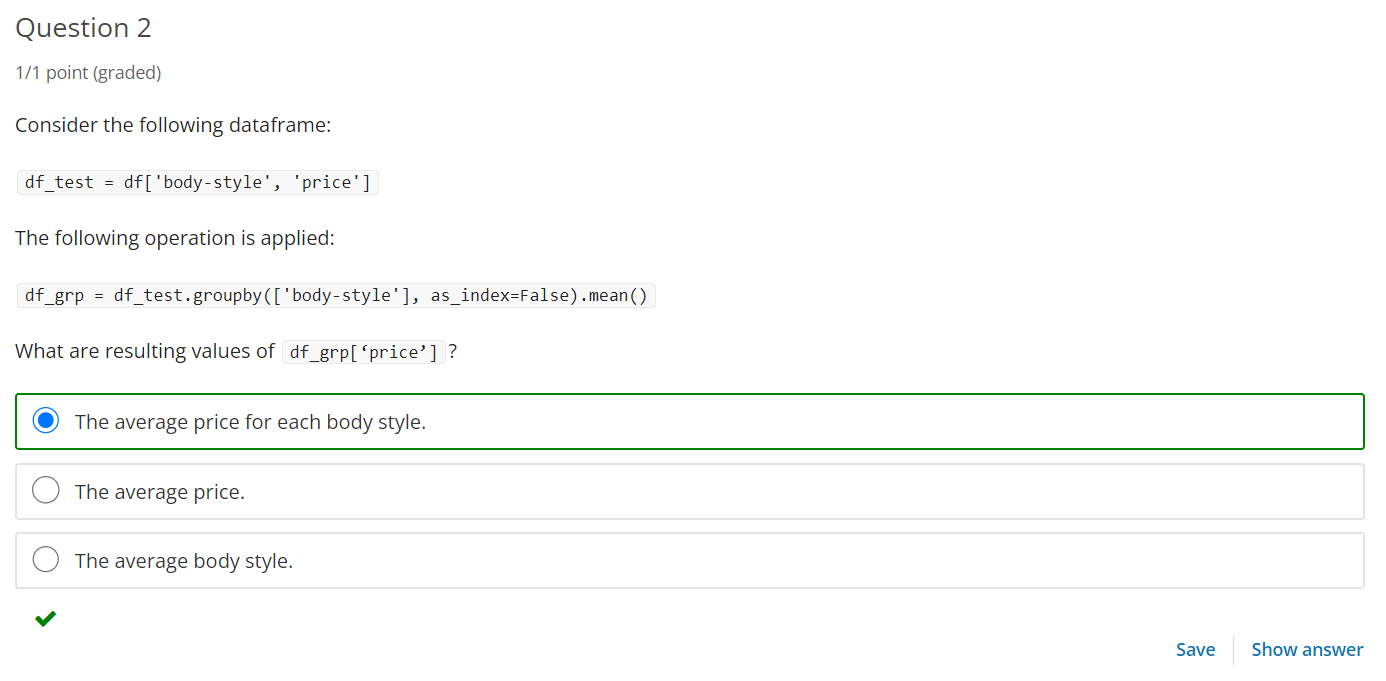 Question 2
1/1 point (graded)
Consider the following dataframe:
df_test = df['body-style', 'price']
The following operation is applied:
df_grp = df_test.groupby(['body-style'], as_index=False).mean()
What are resulting values of df_grp[‘price’] ?
The average price for each body style.
The average price.
The average body style.
Save
Show answer